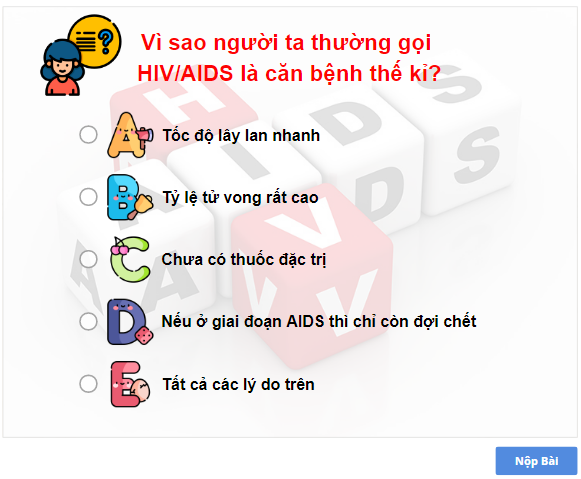 Vì sao người ta thường gọi
HIV/AIDS là căn bệnh thế kỉ?
A Tốc độ lây lan nhanh
B Tỷ lệ tử vong rất cao
C Chưa có thuốc đặc trị
D Nếu ở giai đoạn AIDS thì chỉ còn đợi chết
E Tất cả các lý do trên
H
AIDS
AIDS
V
V V
Nộp Bài